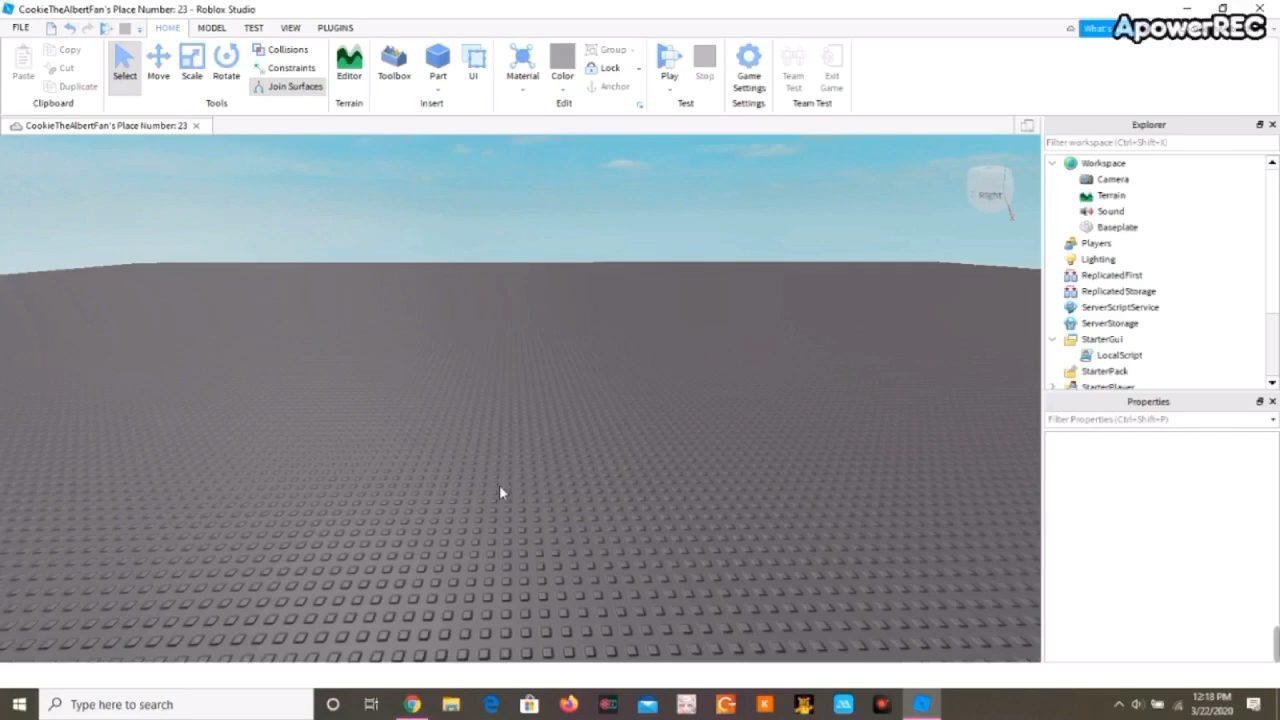 CookieTheAlbertFan's Place Number: 23 - Roblox Studio
FILE HOME MODEL TEST VIEW PLUGINS What's
ApowerREC
Paste Copy Cut Duplicate
Clipboard
Select Move Scale Rotate Collisions Constraints Join Surfaces
Tools
Editor
Terrain
Toolbox Part UI
Insert
Material Color Group Lock Anchor
Edit
Play Stop
Test
Game Settings
Settings
Team Test Exit Game
Team Test
CookieTheAlbertFan's Place Number: 23
Right
Explorer
Filter workspace (Ctrl+Shift+X)
Workspace
Camera
Terrain
Sound
Baseplate
Players
Lighting
ReplicatedFirst
ReplicatedStorage
ServerScriptService
ServerStorage
StarterGui
LocalScript
StarterPack
StarterPlayer
Properties
Filter Properties (Ctrl+Shift+P)
Type here to search
12:18 PM
3/22/2020